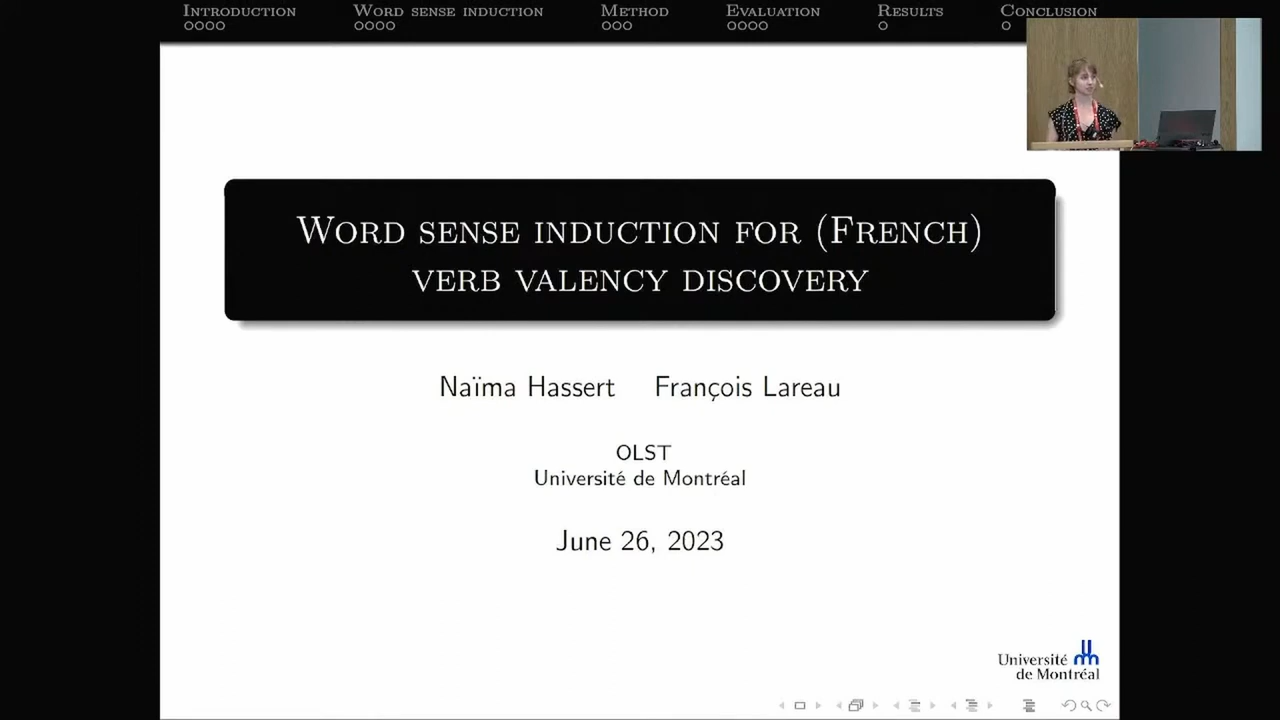 Introduction
Word sense induction
Method
Evaluation
Results
Conclusion
Word sense induction for (French)
verb valency discovery
Naïma Hassert François Lareau
OLST
Université de Montréal
June 26, 2023
Université
de Montréal